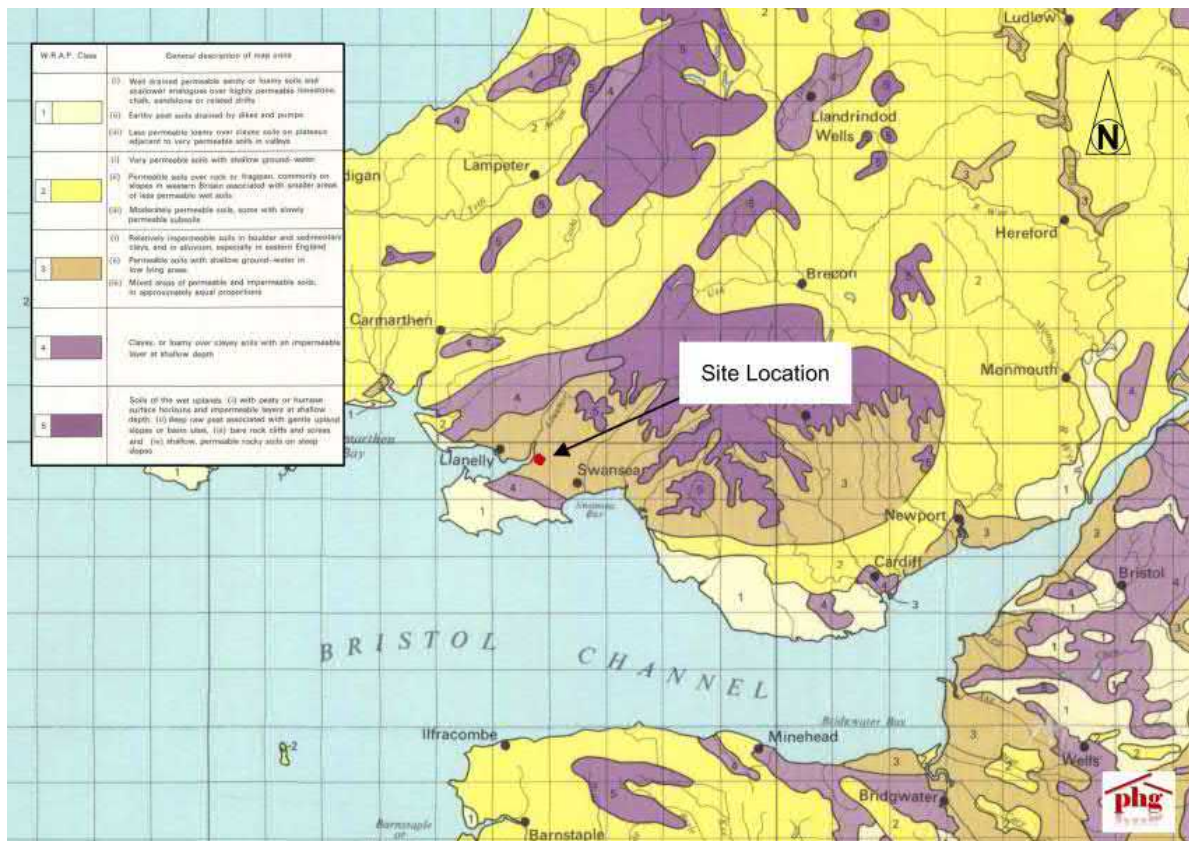 W.R.A.P. Class
General description of map areas
1
(i) Well drained permeable sandy or loamy soils and
shallower analogues over highly permeable limestone,
chalk, sandstone or related drifts
(ii) Earthy peat soils drained by dikes and pumps
(iii) Less permeable loamy over clayey soils on plateaux
adjacent to very permeable soils in valleys
2
(i) Very permeable soils with shallow ground-water
(ii) Permeable soils over rock or fragipan, commonly on
slopes in western Britain associated with smaller areas
of less permeable wet soils
(iii) Moderately permeable soils, some with slowly
permeable subsoils
3
(i) Relatively impermeable soils in boulder and sedimentary
clays, and in alluvium, especially in eastern England
(ii) Permeable soils with shallow ground-water in
low lying areas
(iii) Mixed areas of permeable and impermeable soils,
in approximately equal proportions
4
Clayey, or loamy over clayey soils with an impermeable
layer at shallow depth
5
Soils of the wet uplands (i) with peaty or humose
surface horizons and impermeable layers at shallow
depth, (ii) deep raw peat associated with gentle upland
slopes or basin sites, (iii) bare rock cliffs and screes
and (iv) shallow, permeable rocky soils on steep
slopes
Ludlow
N
Llandrindod
Wells
Lampeter
digan
Teifi
Hereford
Brecon
Usk
Carmarthen
Site Location
Monmouth
marthen
Bay
Llanelly
Swansea
Swansea
Bay
Newport
Cardiff
Bristol
BRISTOL CHANNEL
Bridgwater Bay
Ilfracombe
Minehead
Wells
Bridgwater
Barnstaple
or
Barnstaple
phg